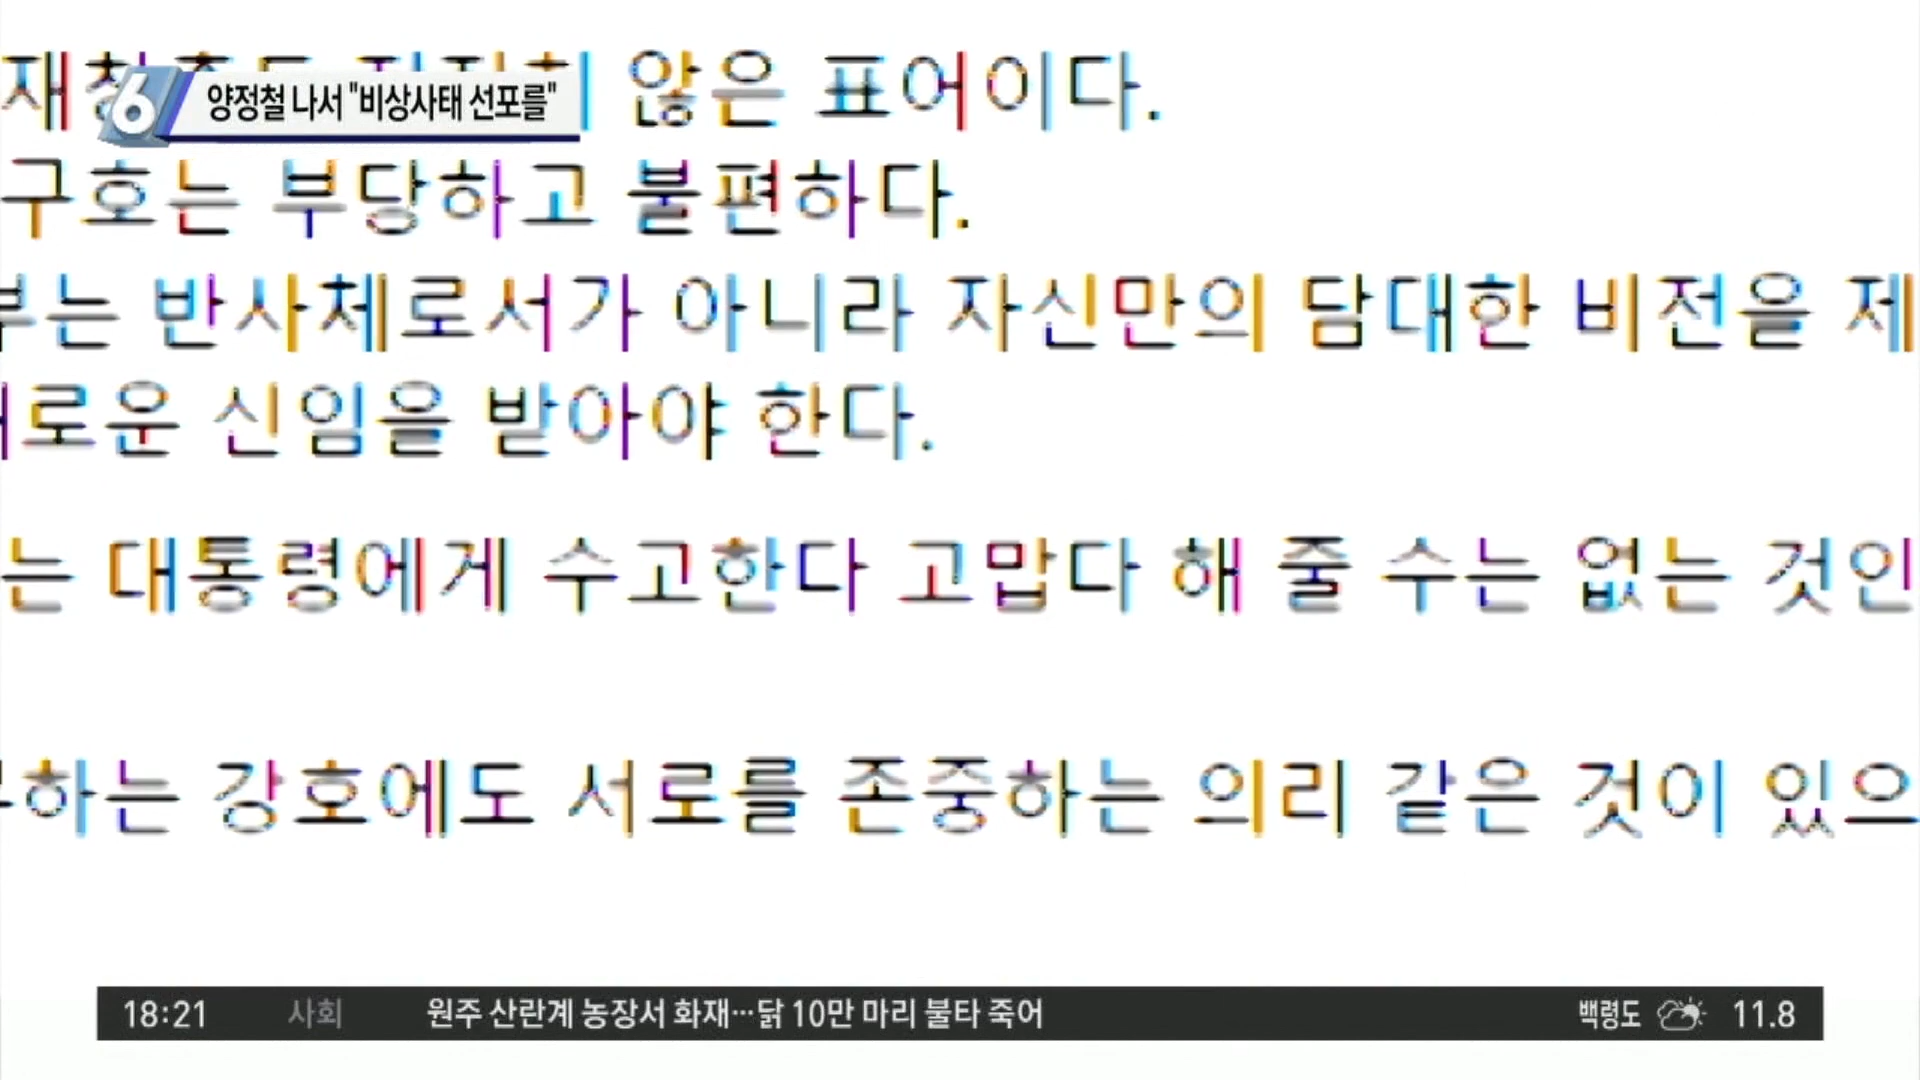 재 않은 표어이다.
6 양정철 나서 "비상사태 선포를"
구호는 부당하고 불편하다.
는 반사체로서가 아니라 자신만의 담대한 비전을 제
로운 신임을 받아야 한다.
는 대통령에게 수고한다 고맙다 해 줄 수는 없는 것인
하는 강호에도 서로를 존중하는 의리 같은 것이 있으
18:21 사회 원주 산란계 농장서 화재…닭 10만 마리 불타 죽어 백령도 11.8